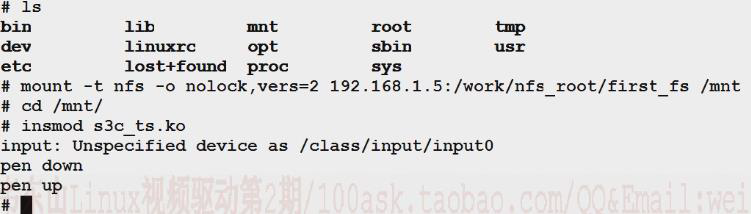 # ls
bin lib mnt root tmp
dev linuxrc opt sbin usr
etc lost+found proc sys
# mount -t nfs -o nolock,vers=2 192.168.1.5:/work/nfs_root/first_fs /mnt
# cd /mnt/
# insmod s3c_ts.ko
input: Unspecified device as /class/input/input0
pen down
pen up
东山Linux视频驱动第2期/100ask.taobao.com/QQ&Email:wei
#